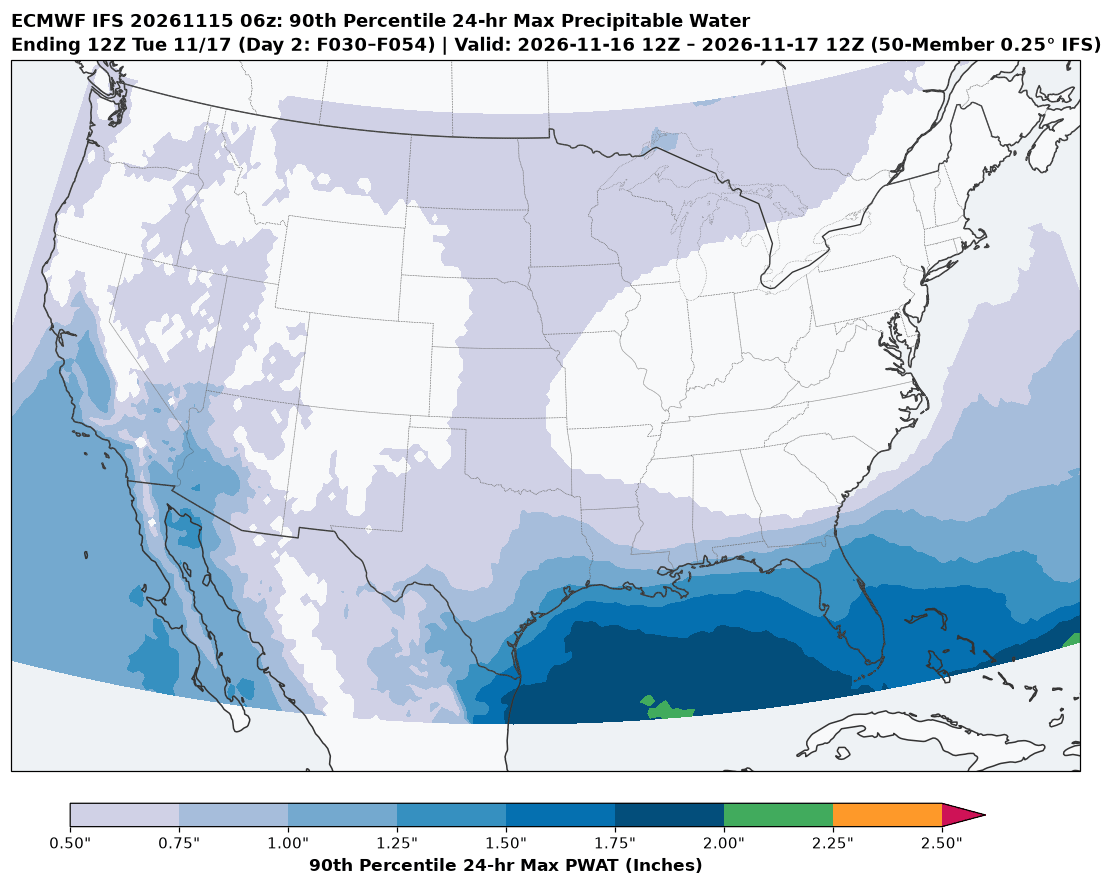 ECMWF IFS 20261115 06z: 90th Percentile 24-hr Max Precipitable Water
Ending 12Z Tue 11/17 (Day 2: F030–F054) | Valid: 2026-11-16 12Z – 2026-11-17 12Z (50-Member 0.25° IFS)
0.50" 0.75" 1.00" 1.25" 1.50" 1.75" 2.00" 2.25" 2.50"
90th Percentile 24-hr Max PWAT (Inches)